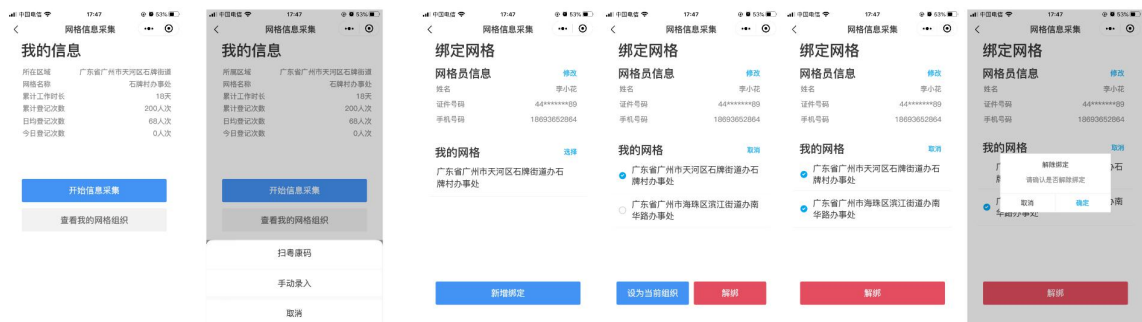 中国电信 17:47 53%
网格信息采集
我的信息
所在区域 广东省广州市天河区石牌街道
网格名称 石牌村办事处
累计工作时长 18天
累计登记次数 200人次
日均登记次数 68人次
今日登记次数 0人次
开始信息采集
查看我的网格组织
中国电信 17:47 53%
网格信息采集
我的信息
所属区域 广东省广州市天河区石牌街道
网格名称 石牌村办事处
累计工作时长 18天
累计登记次数 200人次
日均登记次数 68人次
今日登记次数 0人次
开始信息采集
查看我的网格组织
扫粤康码
手动录入
取消
中国电信 17:47 53%
网格信息采集
绑定网格
网格员信息 修改
姓名 李小花
证件号码 44*******89
手机号码 18693652864
我的网格 选择
广东省广州市天河区石牌街道办石
牌村办事处
新增绑定
中国电信 17:47 53%
网格信息采集
绑定网格
网格员信息 修改
姓名 李小花
证件号码 44*******89
手机号码 18693652864
我的网格 取消
广东省广州市天河区石牌街道办石
牌村办事处
广东省广州市海珠区滨江街道办南
华路办事处
设为当前组织 解绑
中国电信 17:47 53%
网格信息采集
绑定网格
网格员信息 修改
姓名 李小花
证件号码 44*******89
手机号码 18693652864
我的网格 取消
广东省广州市天河区石牌街道办石
牌村办事处
广东省广州市海珠区滨江街道办南
华路办事处
解绑
中国电信 17:47 53%
网格信息采集
绑定网格
网格员信息 修改
姓名 李小花
证件号码 44*******89
手机号码 18693652864
我的网格 取消
解除绑定
请确认是否解除绑定
取消 确定
办石
办南
华路办事处
解绑